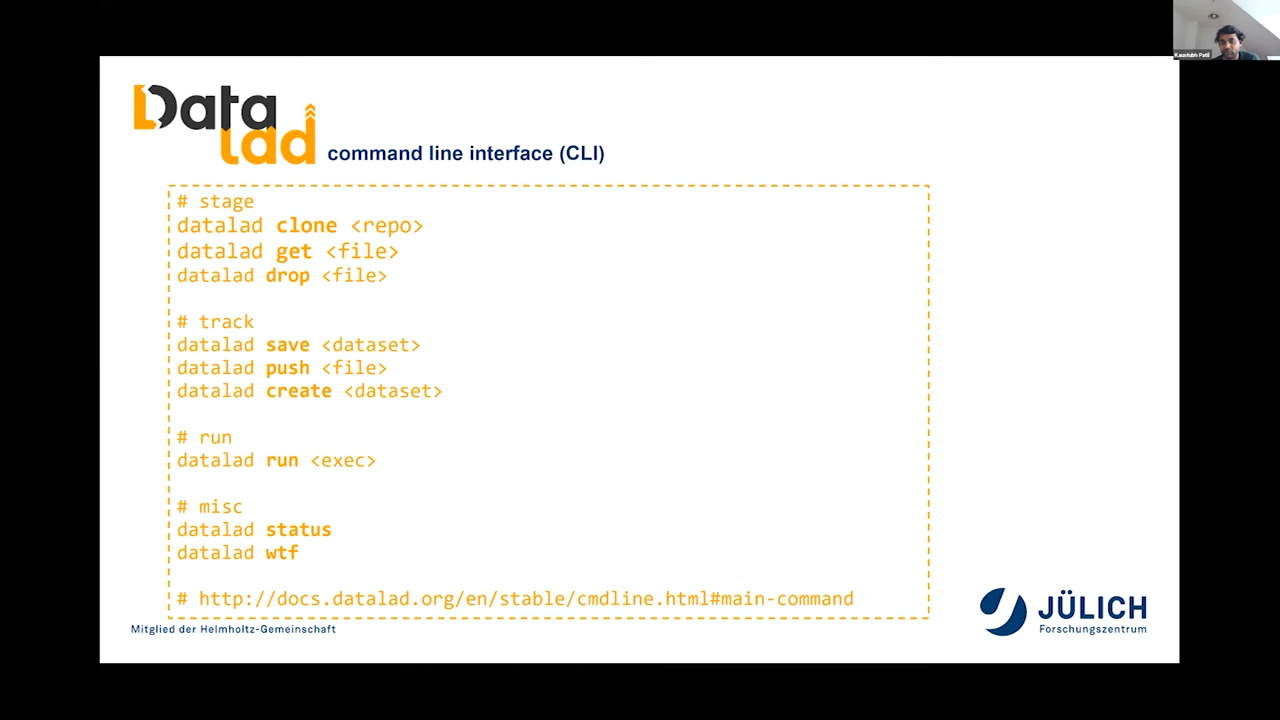 Kaustubh Patil
Data
lad
command line interface (CLI)
# stage
datalad clone <repo>
datalad get <file>
datalad drop <file>
# track
datalad save <dataset>
datalad push <file>
datalad create <dataset>
# run
datalad run <exec>
# misc
datalad status
datalad wtf
# http://docs.datalad.org/en/stable/cmdline.html#main-command
Mitglied der Helmholtz-Gemeinschaft
JÜLICH
Forschungszentrum